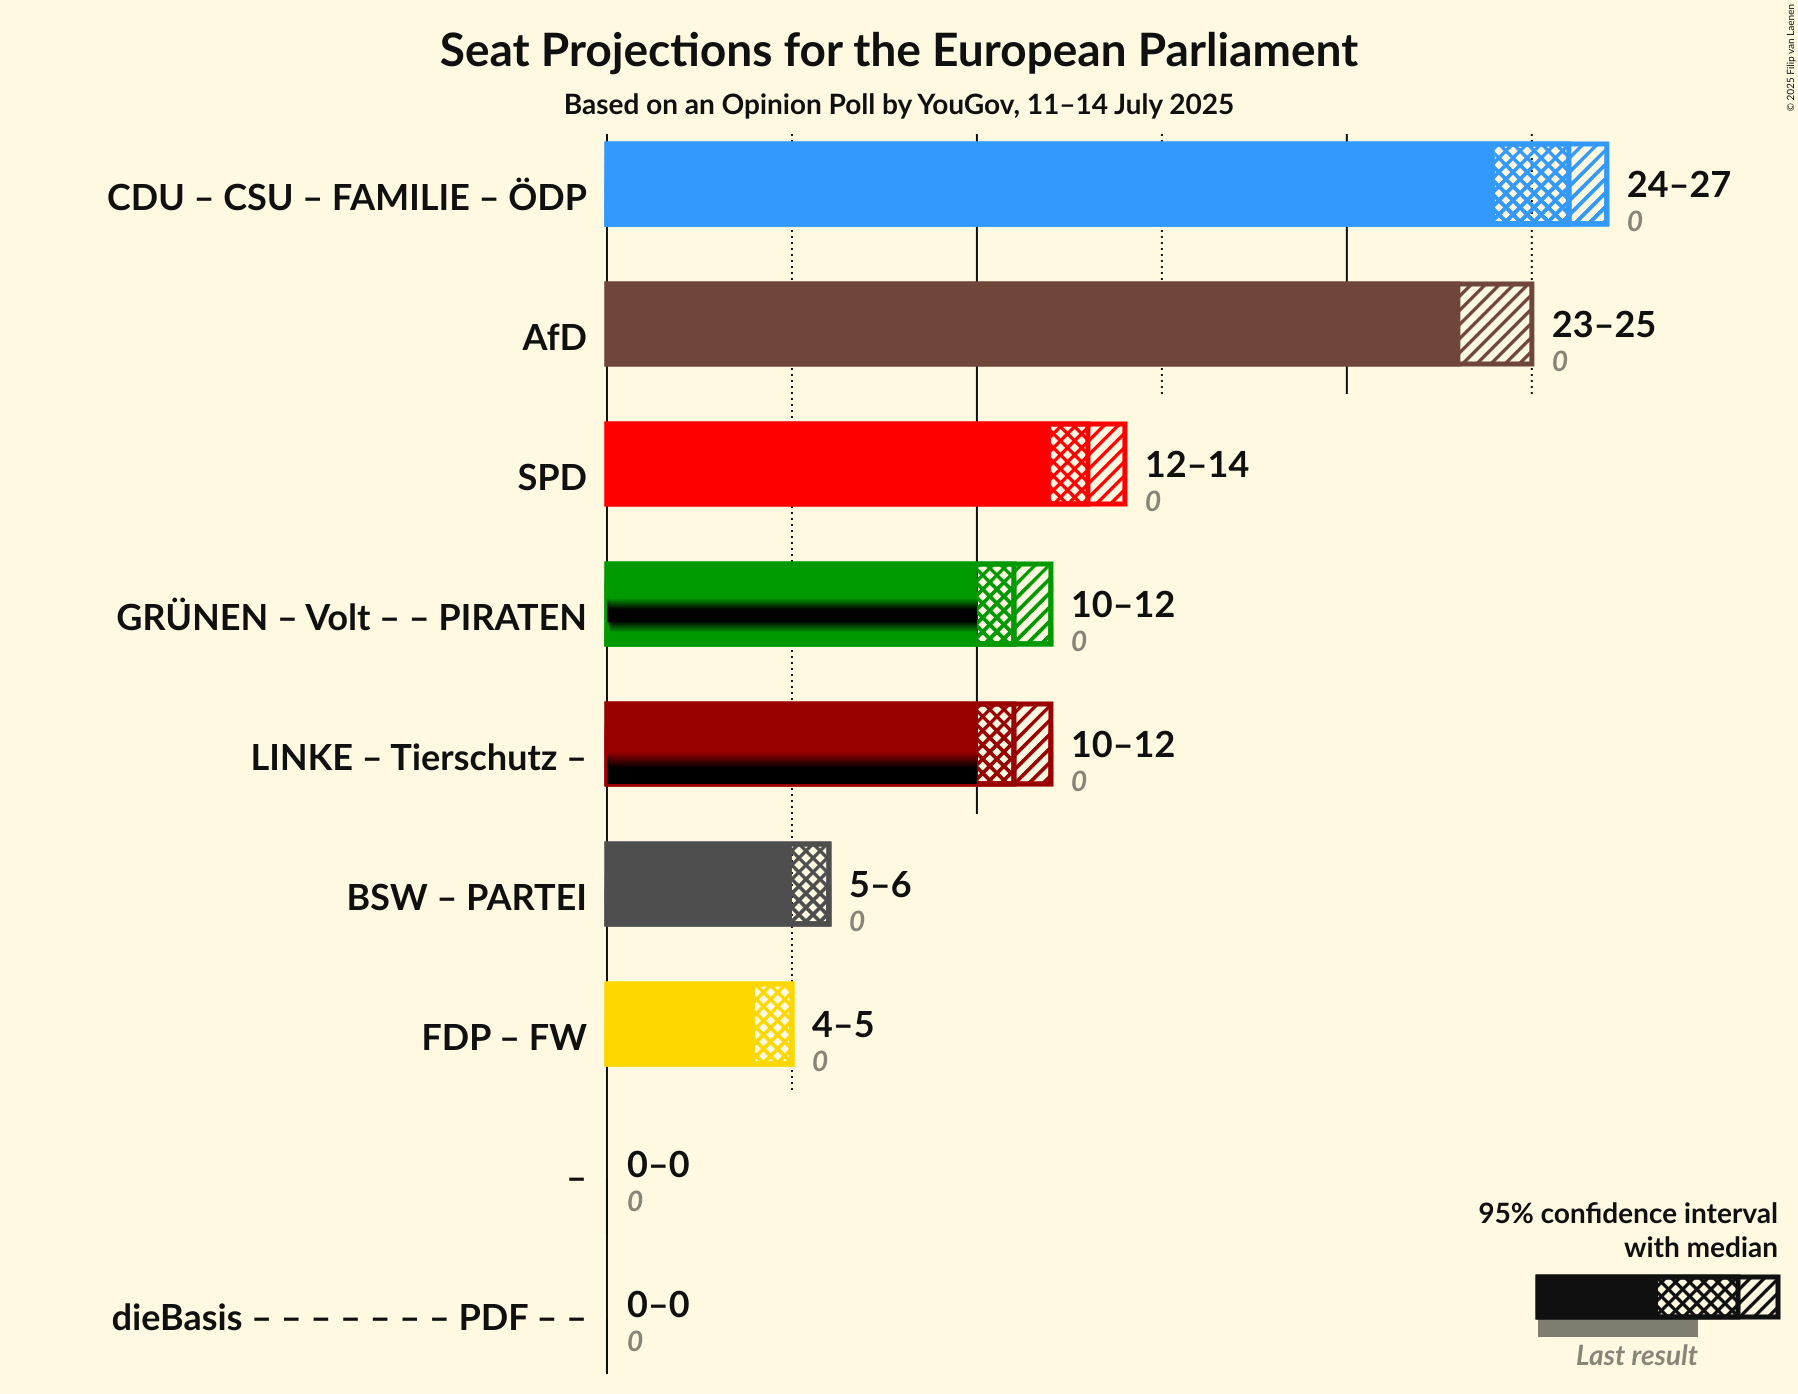 Seat Projections for the European Parliament
Based on an Opinion Poll by YouGov, 11–14 July 2025
© 2025 Filip van Laenen
CDU – CSU – FAMILIE – ÖDP
24–27
0
AfD
23–25
0
SPD
12–14
0
GRÜNEN – Volt – – PIRATEN
10–12
0
LINKE – Tierschutz –
10–12
0
BSW – PARTEI
5–6
0
FDP – FW
4–5
0
–
0–0
0
dieBasis – – – – – – – PDF – –
0–0
0
95% confidence interval
with median
Last result